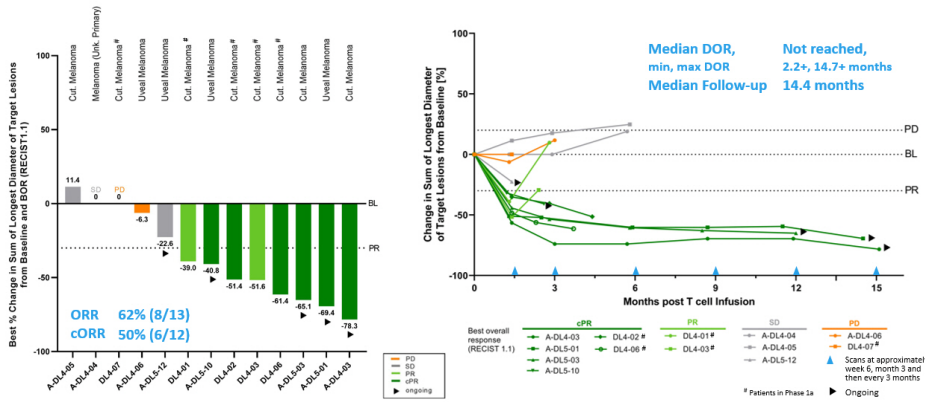 Cut. Melanoma
Melanoma (Unk. Primary)
Cut. Melanoma #
Uveal Melanoma
Uveal Melanoma
Cut. Melanoma #
Uveal Melanoma
Cut. Melanoma #
Cut. Melanoma #
Cut. Melanoma #
Uveal Melanoma
Uveal Melanoma
Cut. Melanoma
Best % Change in Sum of Longest Diameter of Target Lesions
from Baseline and BOR (RECIST1.1)
100
50
0
-50
-100
11.4
SD
0
PD
0
-6.3
-22.6
-39.0
-40.8
-51.4
-51.6
-61.4
-65.1
-69.4
-78.3
BL
PR
ORR 62% (8/13)
cORR 50% (6/12)
A-DL4-05
A-DL4-04
DL4-07
A-DL4-06
A-DL5-12
DL4-01
A-DL5-10
DL4-02
DL4-03
DL4-06
A-DL5-03
A-DL5-01
A-DL4-03
PD
SD
PR
cPR
ongoing
Change in Sum of Longest Diameter
of Target Lesions from Baseline [%]
100
50
0
-50
-100
Median DOR, Not reached,
min, max DOR 2.2+, 14.7+ months
Median Follow-up 14.4 months
PD
BL
PR
0 3 6 9 12 15
Months post T cell Infusion
Best overall
response
(RECIST 1.1)
cPR PR SD PD
A-DL4-03 DL4-02 # DL4-01 # A-DL4-04 A-DL4-06
A-DL5-01 DL4-06 # DL4-03 # A-DL4-05 DL4-07 #
A-DL5-03 A-DL5-12
A-DL5-10
Scans at approximately
week 6, month 3 and
then every 3 months
# Patients in Phase 1a
Ongoing